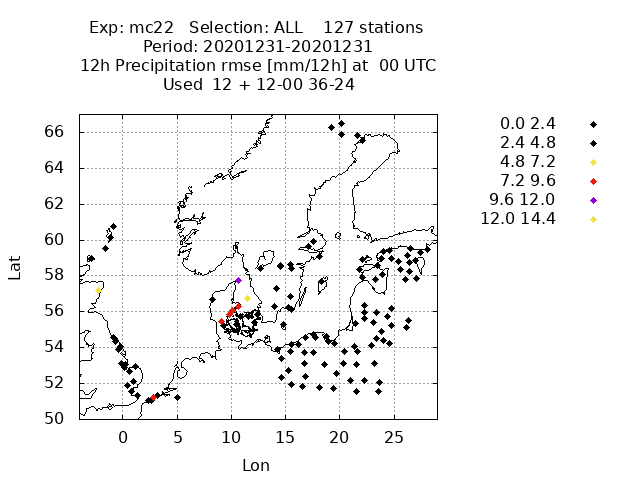 Exp: mc22 Selection: ALL 127 stations
Period: 20201231-20201231
12h Precipitation rmse [mm/12h] at 00 UTC
Used 12 + 12-00 36-24
0.0 2.4
2.4 4.8
4.8 7.2
7.2 9.6
9.6 12.0
12.0 14.4
66
64
62
60
58
56
54
52
50
Lat
0 5 10 15 20 25
Lon